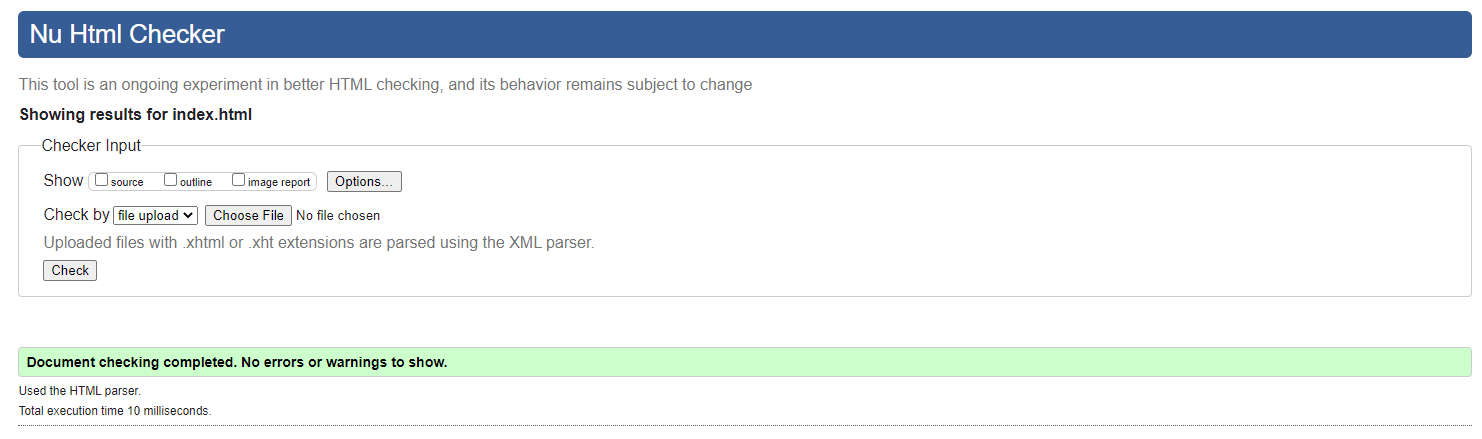 Nu Html Checker
This tool is an ongoing experiment in better HTML checking, and its behavior remains subject to change
Showing results for index.html
Checker Input
Show source outline image report Options...
Check by file upload Choose File No file chosen
Uploaded files with .xhtml or .xht extensions are parsed using the XML parser.
Check
Document checking completed. No errors or warnings to show.
Used the HTML parser.
Total execution time 10 milliseconds.